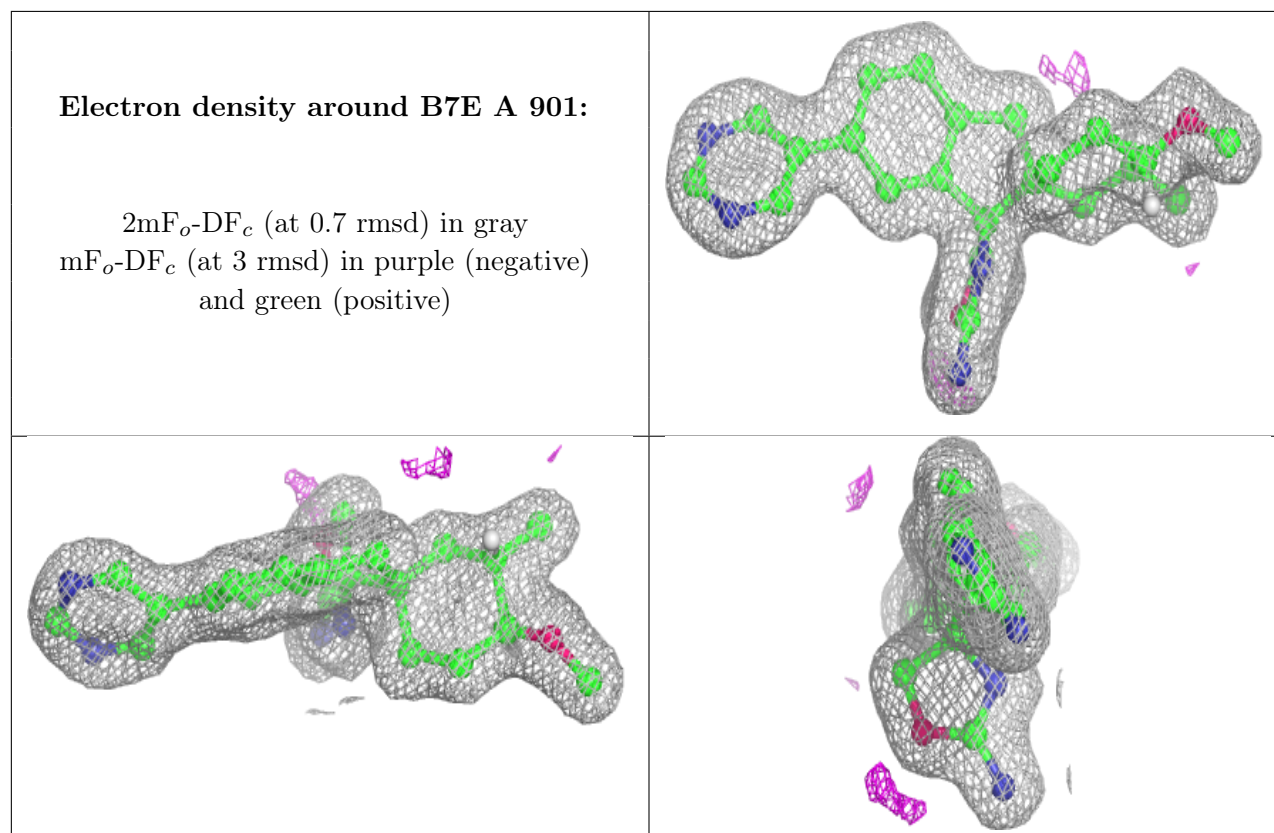 Electron density around B7E A 901:
2mFo-DFc (at 0.7 rmsd) in gray
mFo-DFc (at 3 rmsd) in purple (negative)
and green (positive)